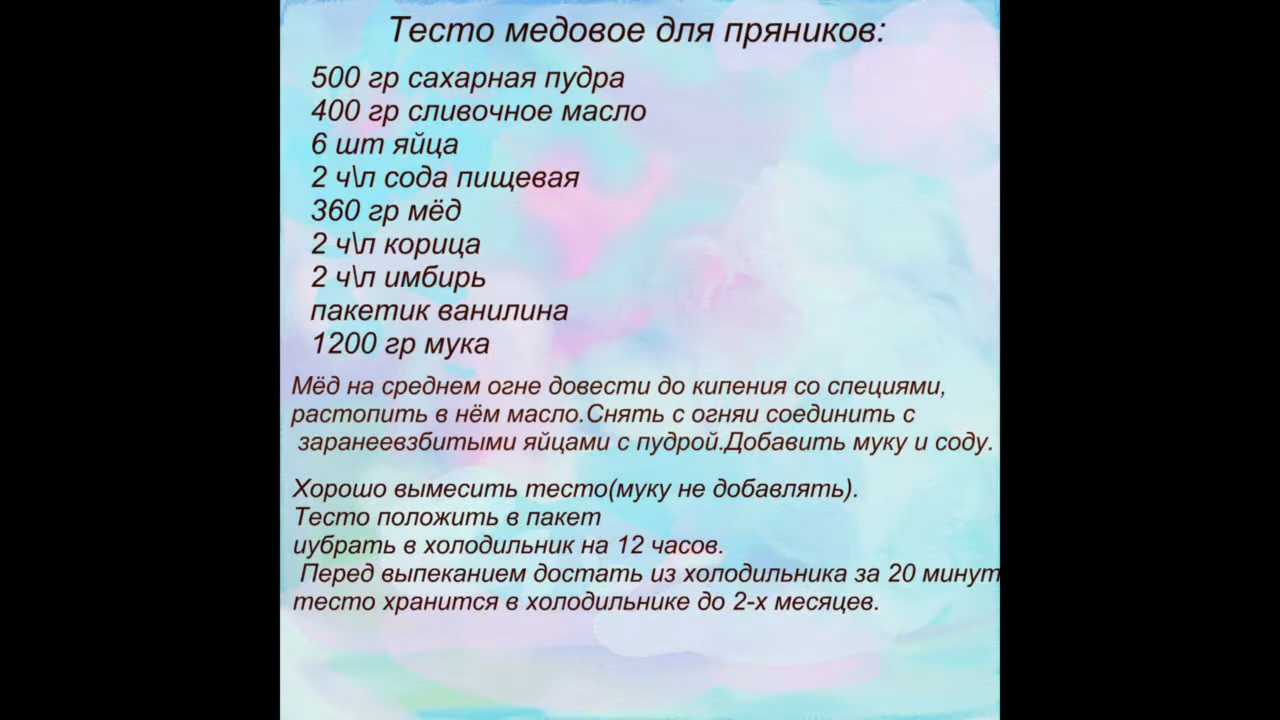 Тесто медовое для пряников:
500 гр сахарная пудра
400 гр сливочное масло
6 шт яйца
2 ч\л сода пищевая
360 гр мёд
2 ч\л корица
2 ч\л имбирь
пакетик ванилина
1200 гр мука
Мёд на среднем огне довести до кипения со специями,
растопить в нём масло.Снять с огняи соединить с
заранеевзбитыми яйцами с пудрой.Добавить муку и соду.
Хорошо вымесить тесто(муку не добавлять).
Тесто положить в пакет
иубрать в холодильник на 12 часов.
Перед выпеканием достать из холодильника за 20 минут
тесто хранится в холодильнике до 2-х месяцев.